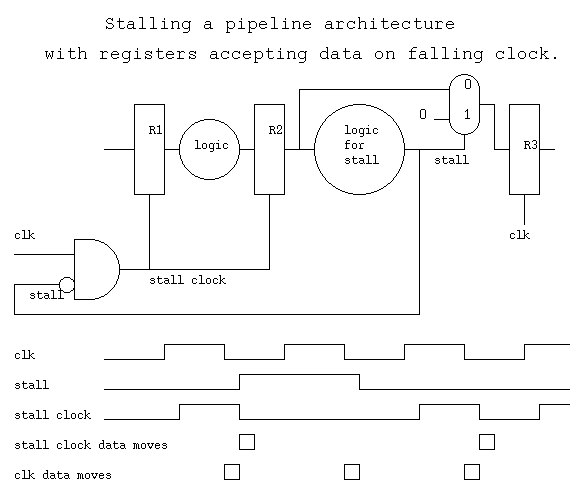 Stalling a pipeline architecture
with registers accepting data on falling clock.
0
0 1
R1
logic
R2
logic
for
stall
stall
R3
clk
clk
stall
stall clock
clk
stall
stall clock
stall clock data moves
clk data moves